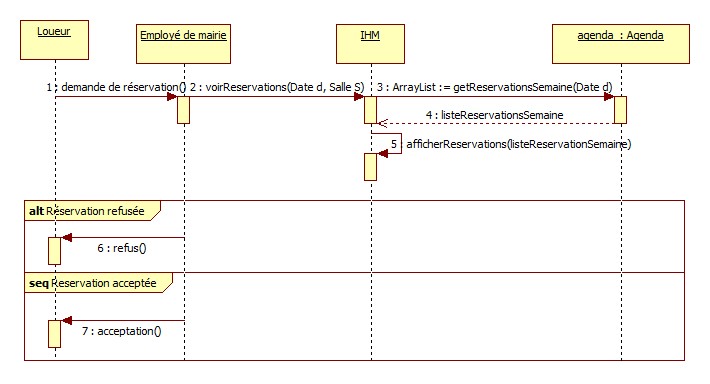 Loueur
Employé de mairie
IHM
agenda : Agenda
1 : demande de réservation()
2 : voirReservations(Date d, Salle S)
3 : ArrayList := getReservationsSemaine(Date d)
4 : listeReservationsSemaine
5 : afficherReservations(listeReservationSemaine)
alt Réservation refusée
6 : refus()
seq Reservation acceptée
7 : acceptation()